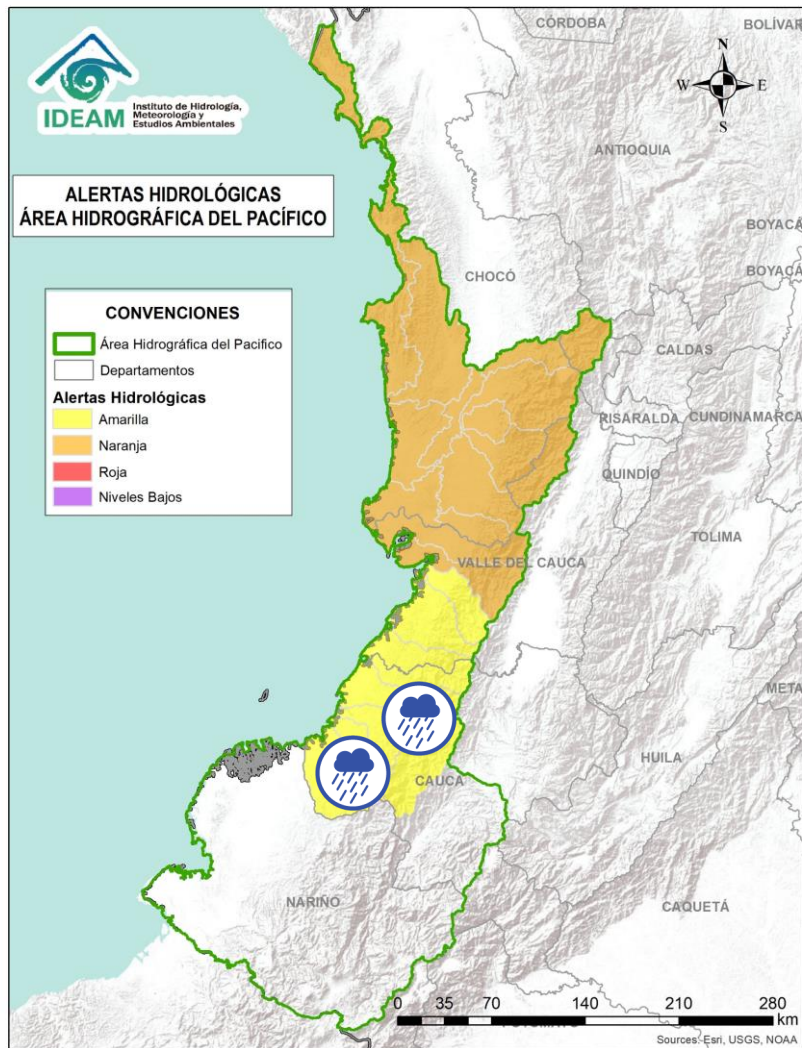 CÓRDOBA
BOLÍVAR
IDEAM
Instituto de Hidrología,
Meteorología y
Estudios Ambientales
N
W
E
S
ANTIOQUIA
ALERTAS HIDROLÓGICAS
ÁREA HIDROGRÁFICA DEL PACÍFICO
BOYACÁ
BOYACÁ
CHOCÓ
CONVENCIONES
Área Hidrográfica del Pacifico
Departamentos
Alertas Hidrológicas
Amarilla
Naranja
Roja
Niveles Bajos
CALDAS
RISARALDA
CUNDINAMARCA
QUINDÍO
TOLIMA
VALLE DEL CAUCA
META
HUILA
CAUCA
NARIÑO
CAQUETÁ
0 35 70 140 210 280
km
Sources: Esri, USGS, NOAA